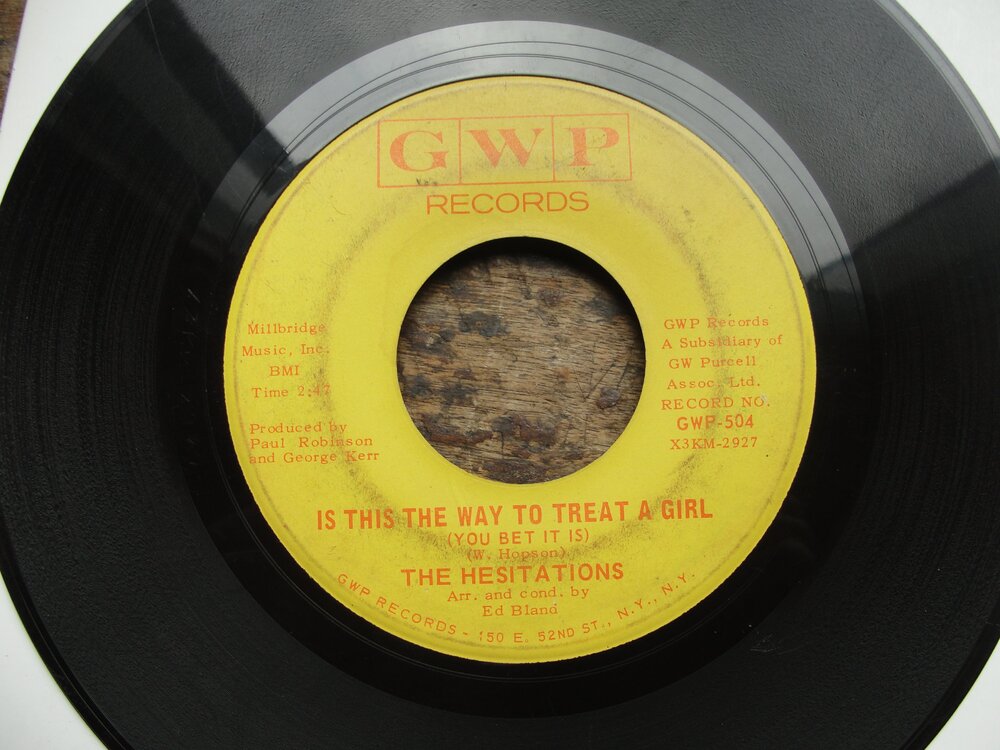 GWP
RECORDS
Millbridge
Music, Inc.
BMI
Time 2:47
Produced by
Paul Robinson
and George Kerr
GWP Records
A Subsidiary of
GW Purcell
Assoc. Ltd.
RECORD NO.
GWP-504
X3KM-2927
IS THIS THE WAY TO TREAT A GIRL
(YOU BET IT IS)
(W. Hopson)
THE HESITATIONS
Arr. and cond. by
Ed Bland
GWP RECORDS - 150 E. 52ND ST., N.Y., N.Y.